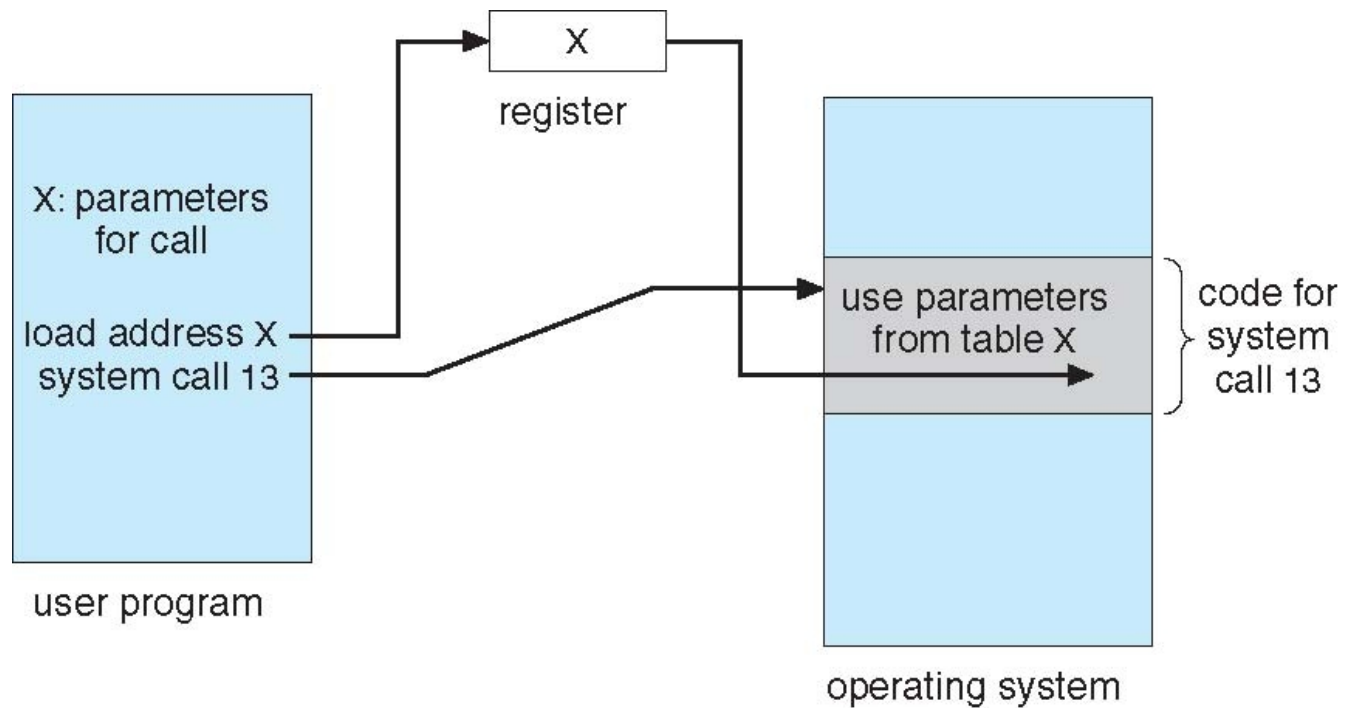 X
register
X: parameters
for call
load address X
system call 13
user program
use parameters
from table X
code for
system
call 13
operating system